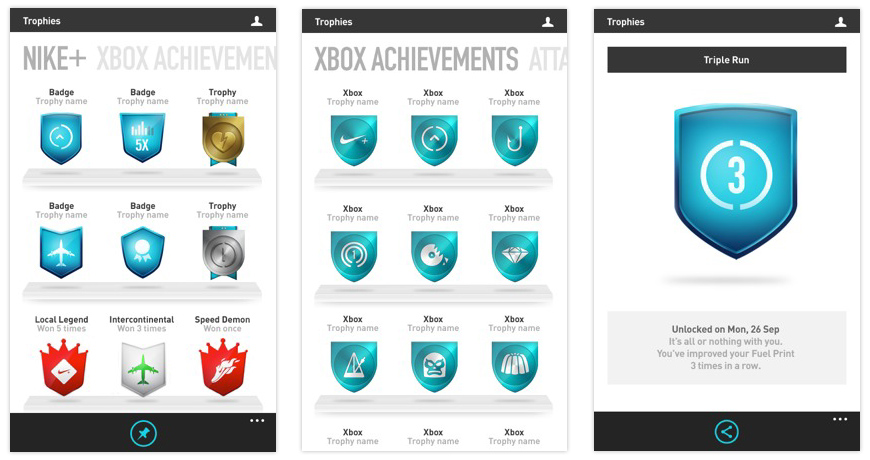 Trophies
NIKE+ XBOX ACHIEVEMEN
Badge Badge Trophy
Trophy name Trophy name Trophy name
5X
Badge Badge Trophy
Trophy name Trophy name Trophy name
Local Legend Intercontinental Speed Demon
Won 5 times Won 3 times Won once
Trophies
XBOX ACHIEVEMENTS ATTA
Xbox Xbox Xbox
Trophy name Trophy name Trophy name
Xbox Xbox Xbox
Trophy name Trophy name Trophy name
1
Xbox Xbox Xbox
Trophy name Trophy name Trophy name
Xbox Xbox Xbox
Trophy name Trophy name Trophy name
Trophies
Triple Run
3
Unlocked on Mon, 26 Sep
It's all or nothing with you.
You've improved your Fuel Print
3 times in a row.